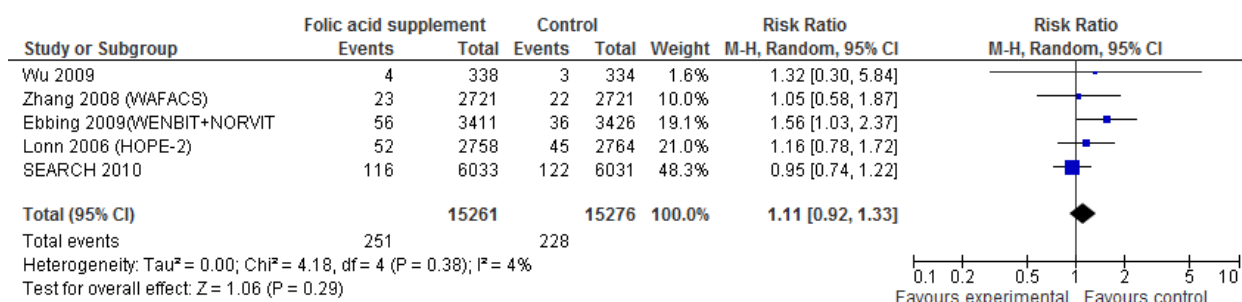 Folic acid supplement Control Risk Ratio Risk Ratio
Study or Subgroup Events Total Events Total Weight M-H, Random, 95% CI M-H, Random, 95% CI
Wu 2009 4 338 3 334 1.6% 1.32 [0.30, 5.84]
Zhang 2008 (WAFACS) 23 2721 22 2721 10.0% 1.05 [0.58, 1.87]
Ebbing 2009(WENBIT+NORVIT 56 3411 36 3426 19.1% 1.56 [1.03, 2.37]
Lonn 2006 (HOPE-2) 52 2758 45 2764 21.0% 1.16 [0.78, 1.72]
SEARCH 2010 116 6033 122 6031 48.3% 0.95 [0.74, 1.22]
Total (95% CI) 15261 15276 100.0% 1.11 [0.92, 1.33]
Total events 251 228
Heterogeneity: Tau² = 0.00; Chi² = 4.18, df = 4 (P = 0.38); I² = 4%
Test for overall effect: Z = 1.06 (P = 0.29)
0.1 0.2 0.5 1 2 5 10
Favours experimental Favours control